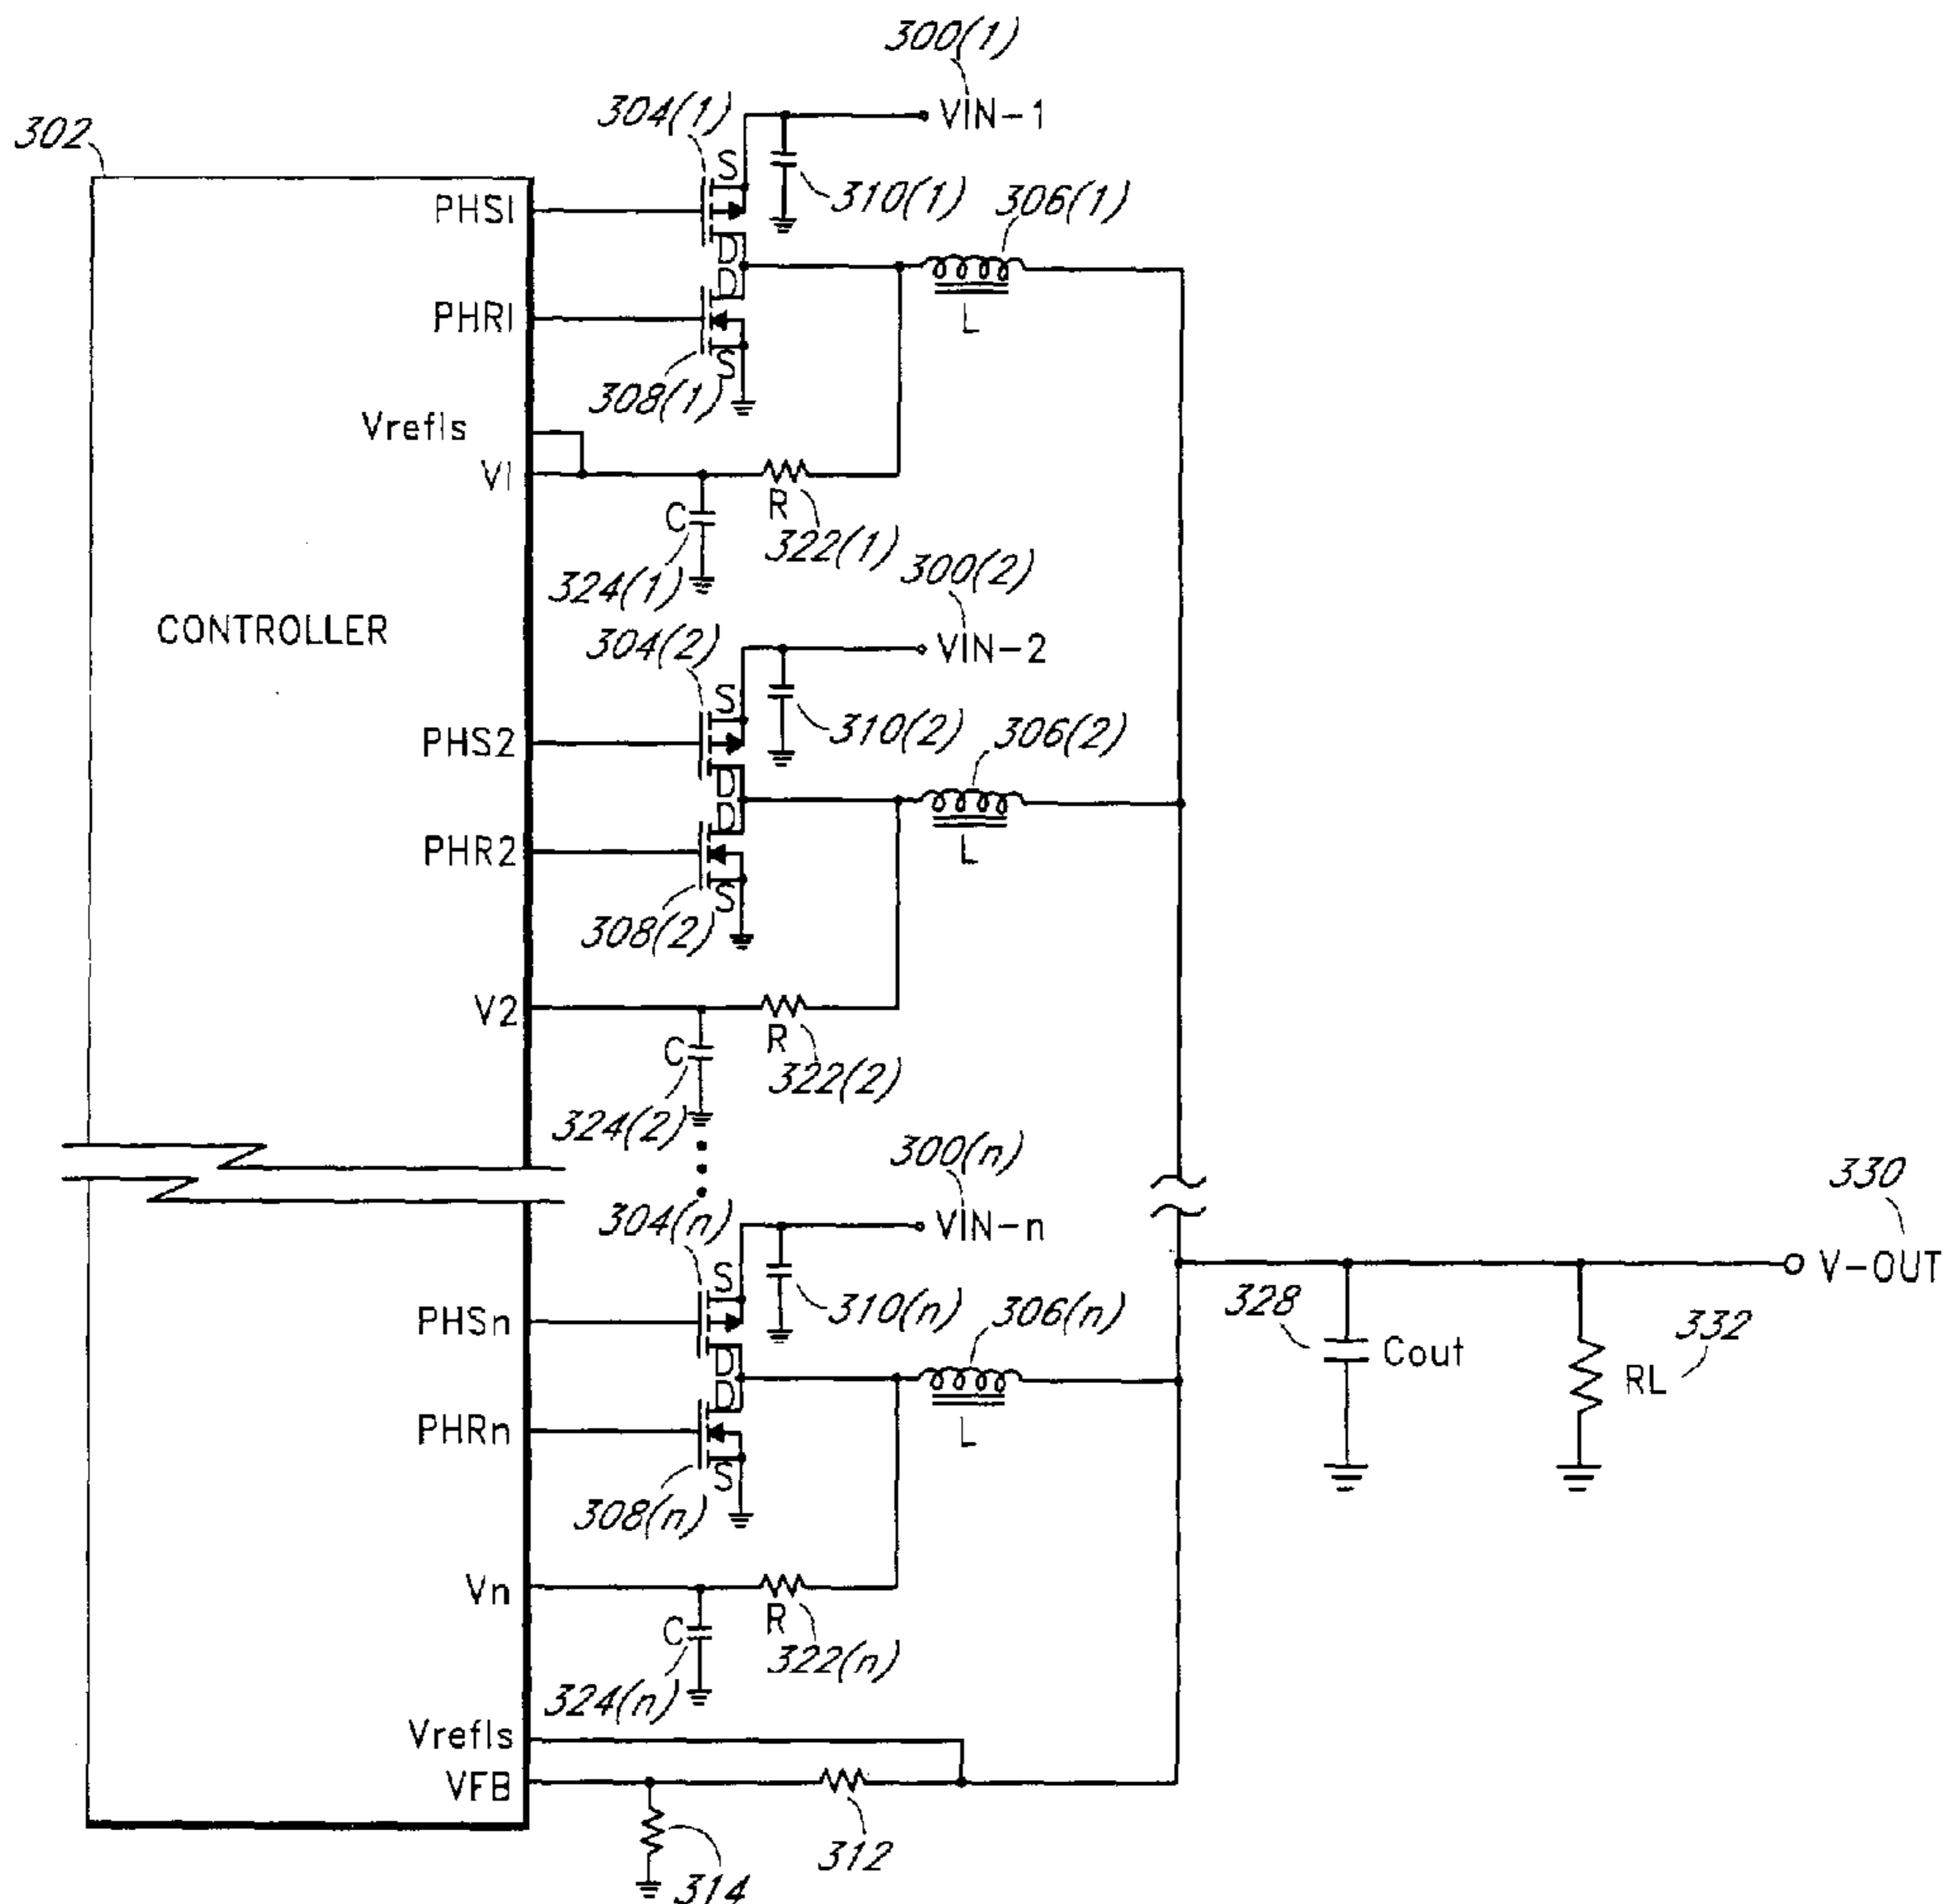 300(1)
302
304(1)
VIN-1
S
PHS1
310(1)
306(1)
D
D
PHR1
L
S
308(1)
Vrefls
V1
C
R
322(1)
324(1)
300(2)
CONTROLLER
304(2)
VIN-2
S
PHS2
310(2)
306(2)
D
D
PHR2
L
S
308(2)
V2
C
R
322(2)
324(2)
300(n)
330
304(n)
VIN-n
V-OUT
S
PHSn
310(n)
306(n)
328
Cout
332
RL
D
D
PHRn
L
S
308(n)
Vn
C
R
322(n)
324(n)
Vrefls
VFB
312
314